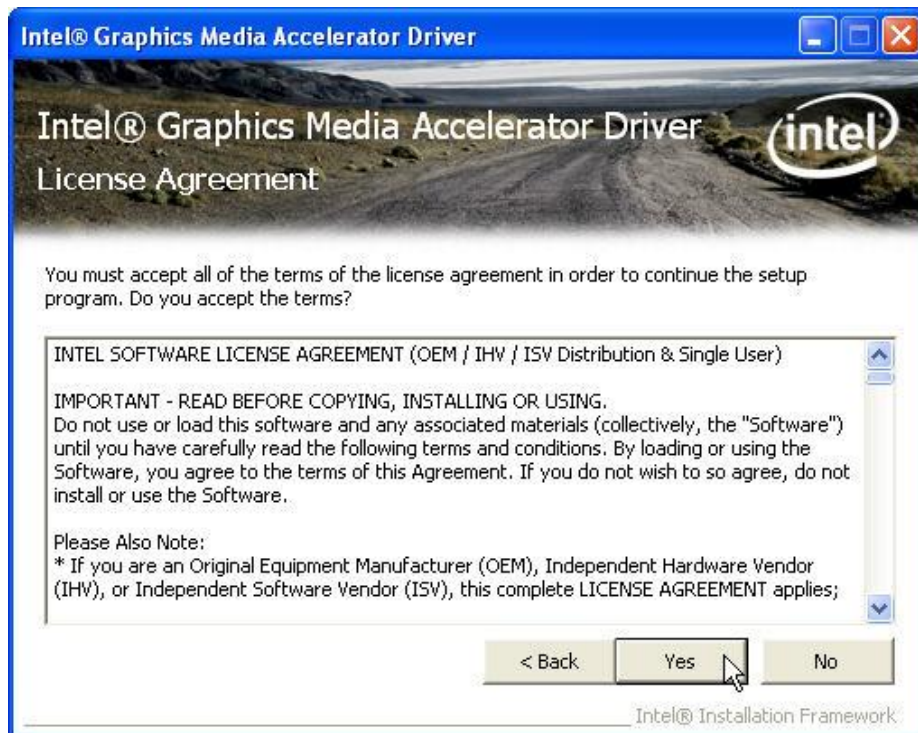 Intel® Graphics Media Accelerator Driver
Intel® Graphics Media Accelerator Driver
intel
License Agreement
You must accept all of the terms of the license agreement in order to continue the setup
program. Do you accept the terms?
INTEL SOFTWARE LICENSE AGREEMENT (OEM / IHV / ISV Distribution & Single User)
IMPORTANT - READ BEFORE COPYING, INSTALLING OR USING.
Do not use or load this software and any associated materials (collectively, the "Software")
until you have carefully read the following terms and conditions. By loading or using the
Software, you agree to the terms of this Agreement. If you do not wish to so agree, do not
install or use the Software.
Please Also Note:
* If you are an Original Equipment Manufacturer (OEM), Independent Hardware Vendor
(IHV), or Independent Software Vendor (ISV), this complete LICENSE AGREEMENT applies;
< Back Yes No
Intel® Installation Framework